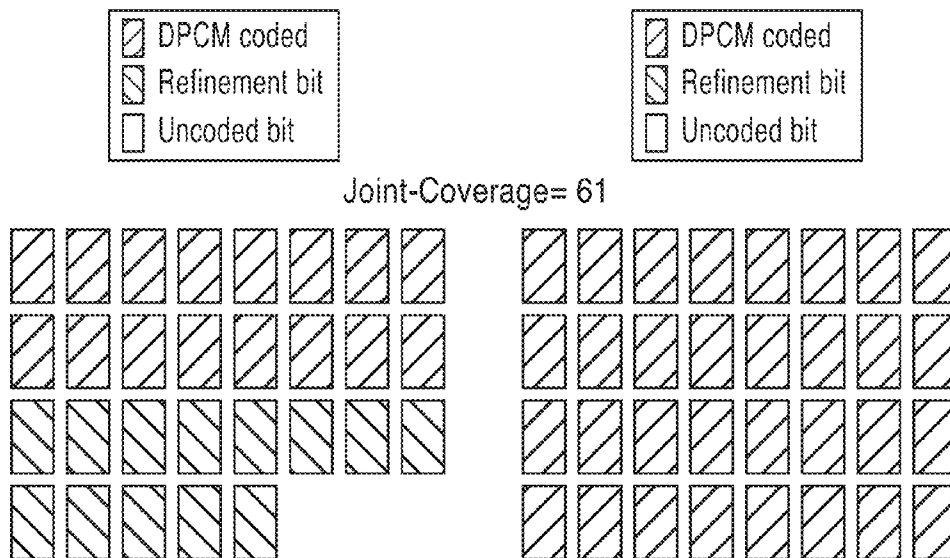 DPCM coded
Refinement bit
Uncoded bit
DPCM coded
Refinement bit
Uncoded bit
Joint-Coverage= 61